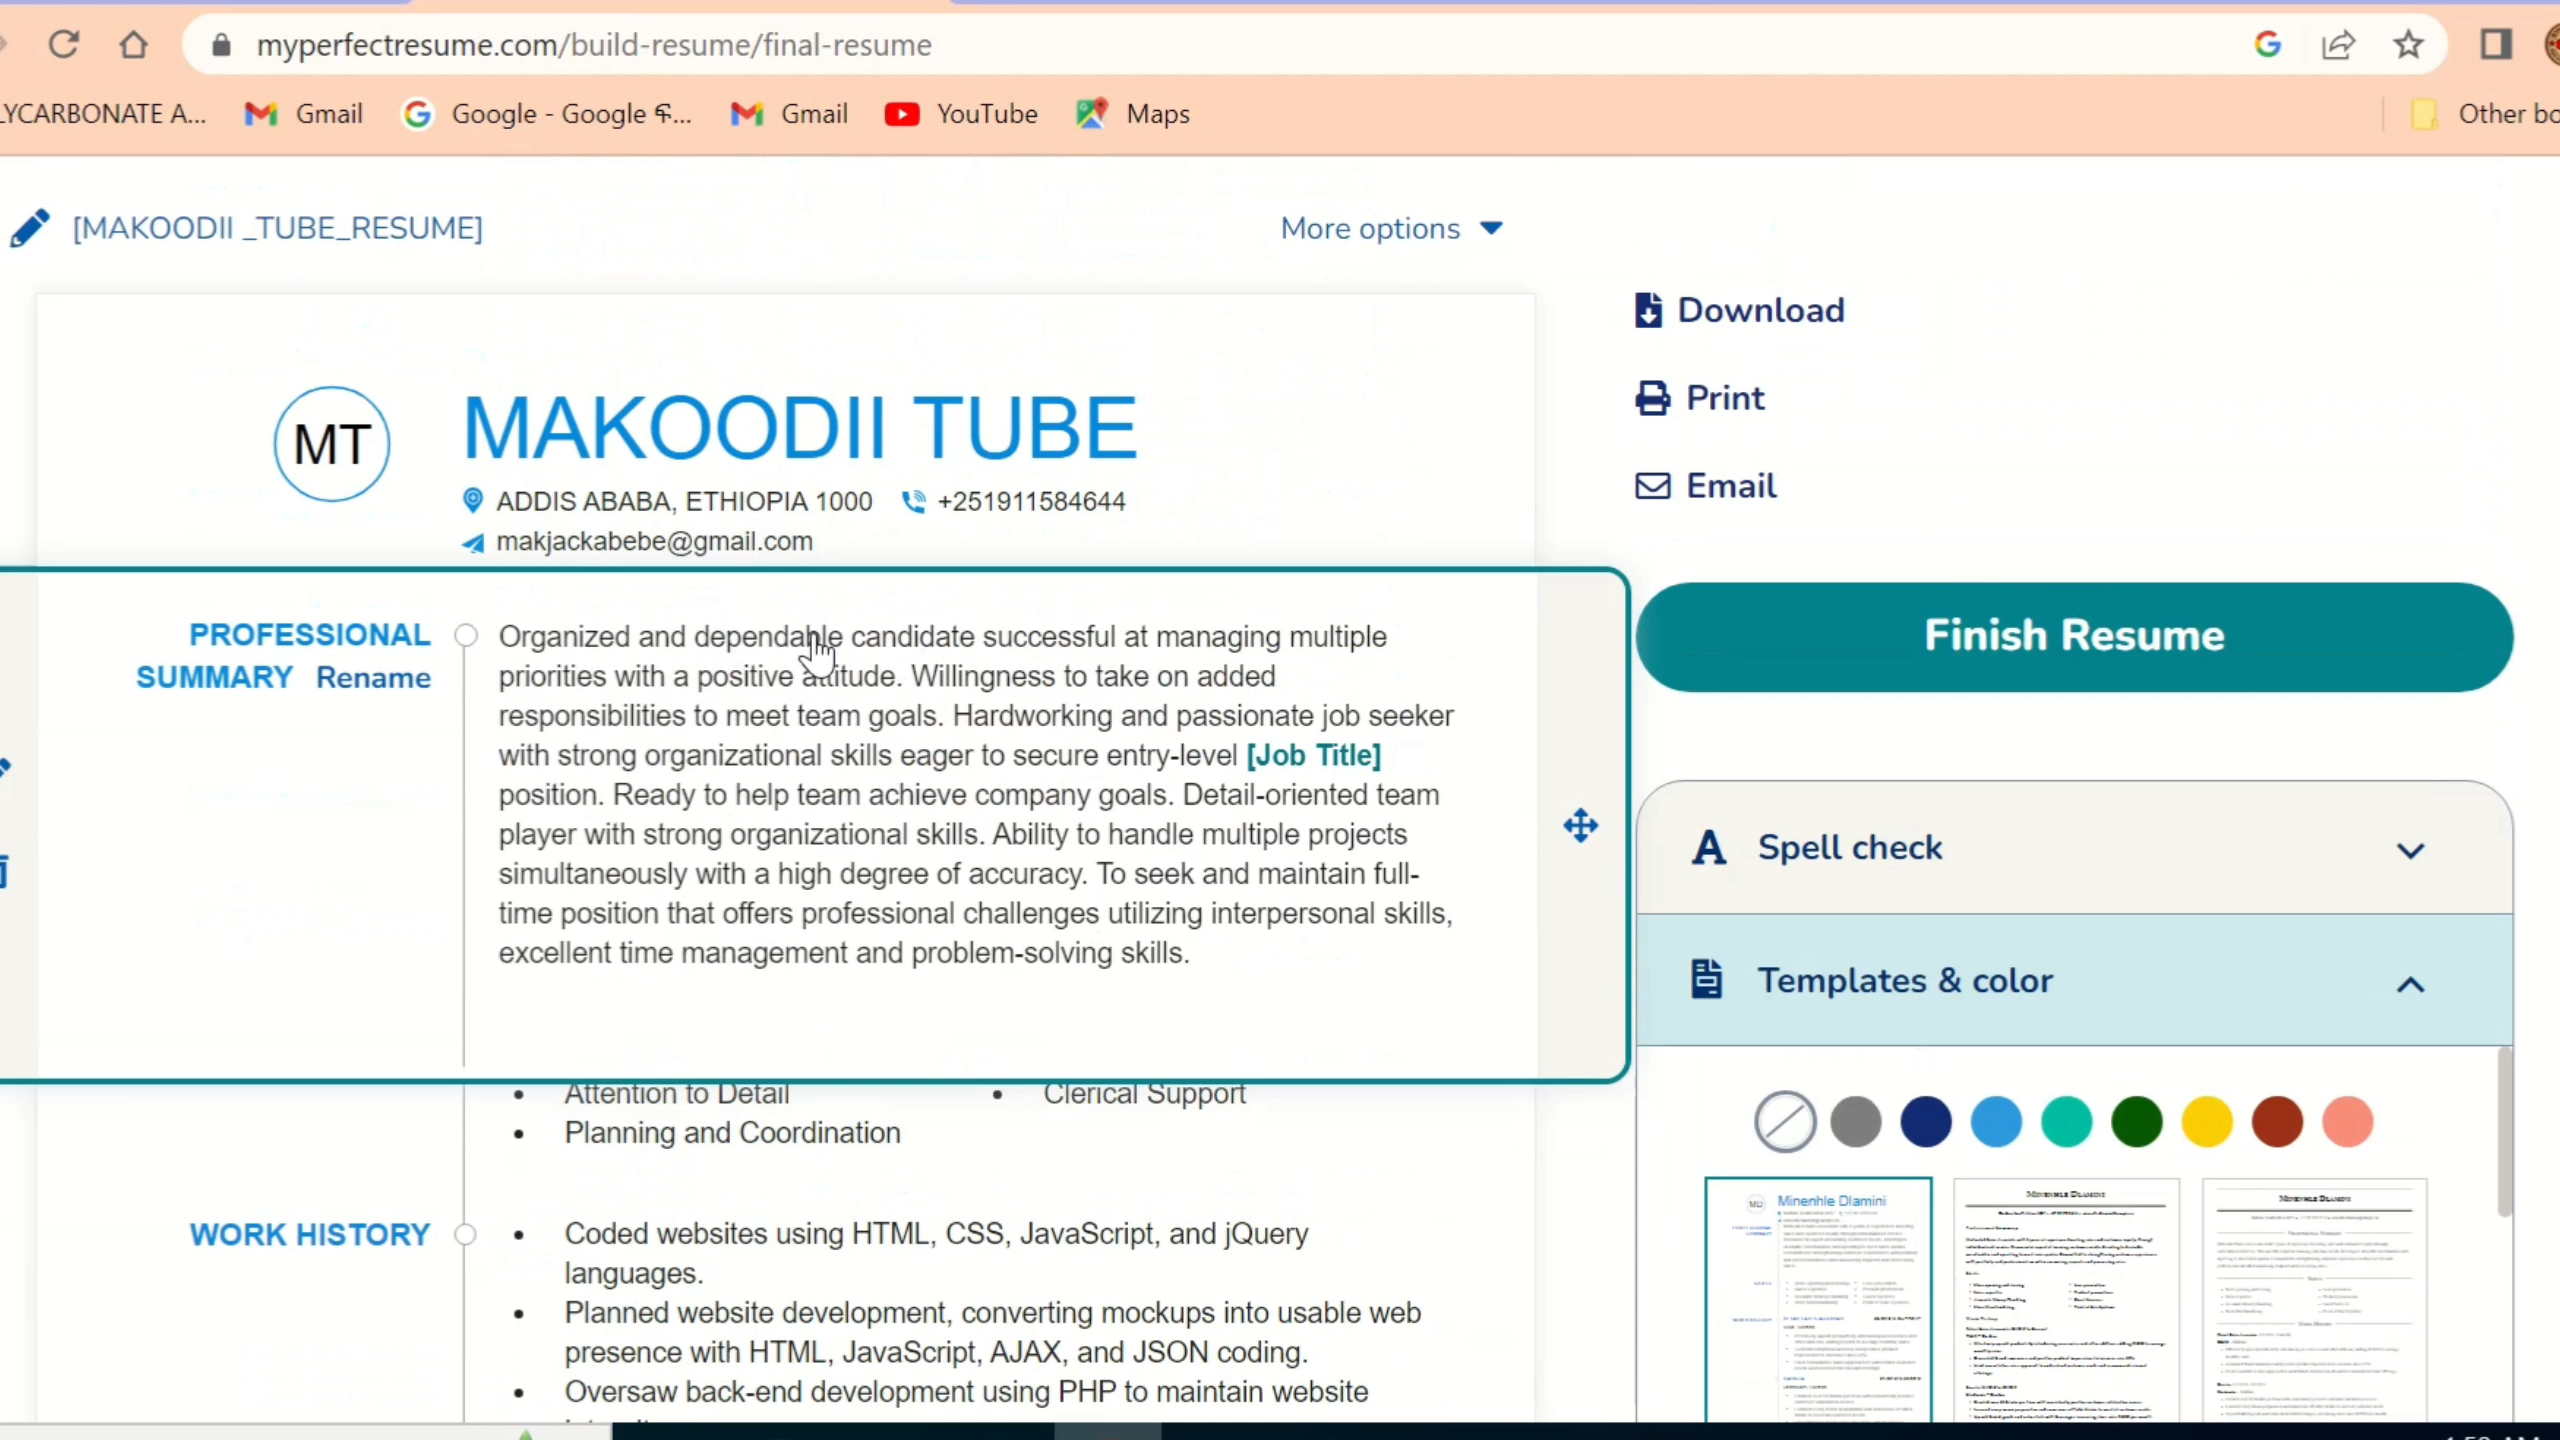 myperfectresume.com/build-resume/final-resume
LYCARBONATE A... Gmail Google - Google ፍ... Gmail YouTube Maps Other bo
[MAKOODII _TUBE_RESUME] More options
Download
Print
Email
MT
MAKOODII TUBE
ADDIS ABABA, ETHIOPIA 1000 +251911584644
makjackabebe@gmail.com
PROFESSIONAL
SUMMARY Rename
Organized and dependable candidate successful at managing multiple
priorities with a positive attitude. Willingness to take on added
responsibilities to meet team goals. Hardworking and passionate job seeker
with strong organizational skills eager to secure entry-level [Job Title]
position. Ready to help team achieve company goals. Detail-oriented team
player with strong organizational skills. Ability to handle multiple projects
simultaneously with a high degree of accuracy. To seek and maintain full-
time position that offers professional challenges utilizing interpersonal skills,
excellent time management and problem-solving skills.
Finish Resume
Spell check
Templates & color
Attention to Detail
Clerical Support
Planning and Coordination
WORK HISTORY
Coded websites using HTML, CSS, JavaScript, and jQuery
languages.
Planned website development, converting mockups into usable web
presence with HTML, JavaScript, AJAX, and JSON coding.
Oversaw back-end development using PHP to maintain website
MD Minenhle Dlamini
Minenhle Dlamini
Minenhle Dlamini